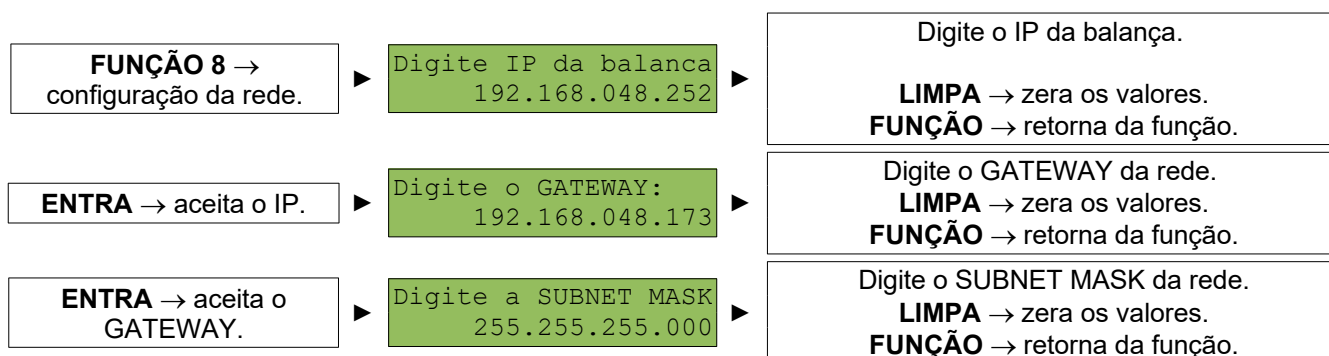 FUNÇÃO 8 →
configuração da rede.
►
Digite IP da balanca
192.168.048.252
►
Digite o IP da balança.
LIMPA → zera os valores.
FUNÇÃO → retorna da função.
ENTRA → aceita o IP.
►
Digite o GATEWAY:
192.168.048.173
►
Digite o GATEWAY da rede.
LIMPA → zera os valores.
FUNÇÃO → retorna da função.
ENTRA → aceita o
GATEWAY.
►
Digite a SUBNET MASK
255.255.255.000
►
Digite o SUBNET MASK da rede.
LIMPA → zera os valores.
FUNÇÃO → retorna da função.